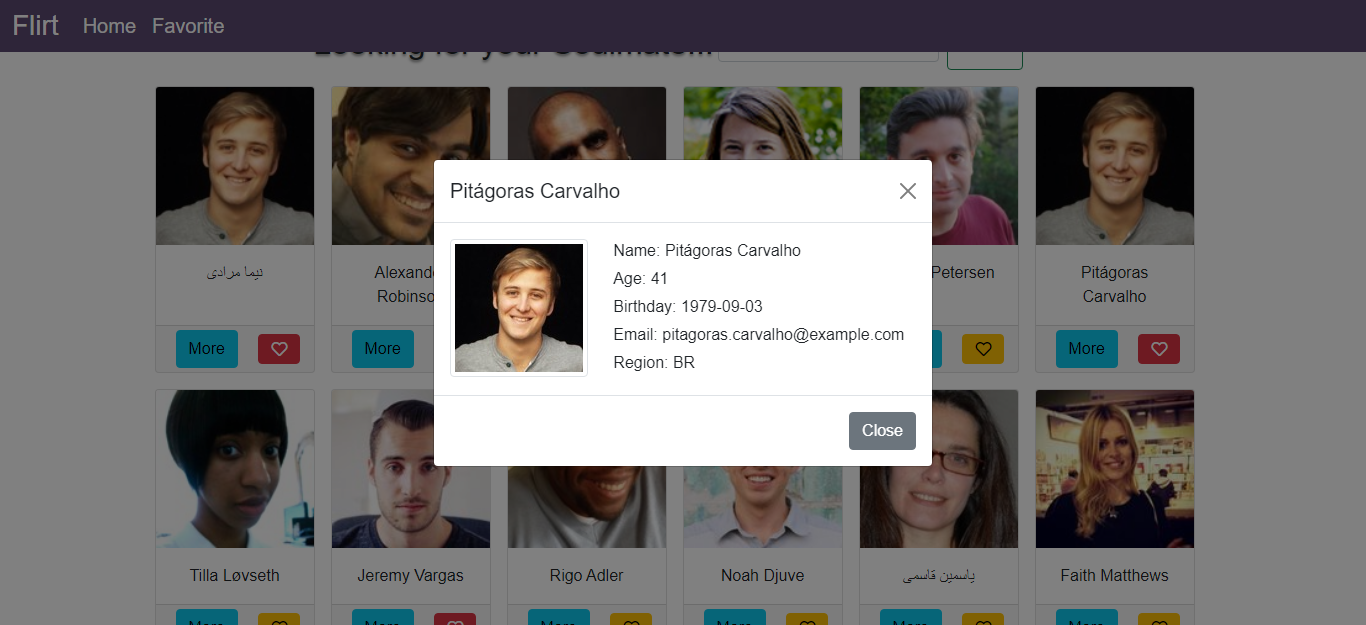 Flirt Home Favorite
Looking for your Soulmate...
Pitágoras Carvalho
Name: Pitágoras Carvalho
Age: 41
Birthday: 1979-09-03
Email: pitagoras.carvalho@example.com
Region: BR
Close
نیما مرادی
Petersen
Pitágoras
Carvalho
More
More
More
Tilla Løvseth
Jeremy Vargas
Rigo Adler
Noah Djuve
یاسمین قاسمی
Faith Matthews
More
More
More
More
More
More